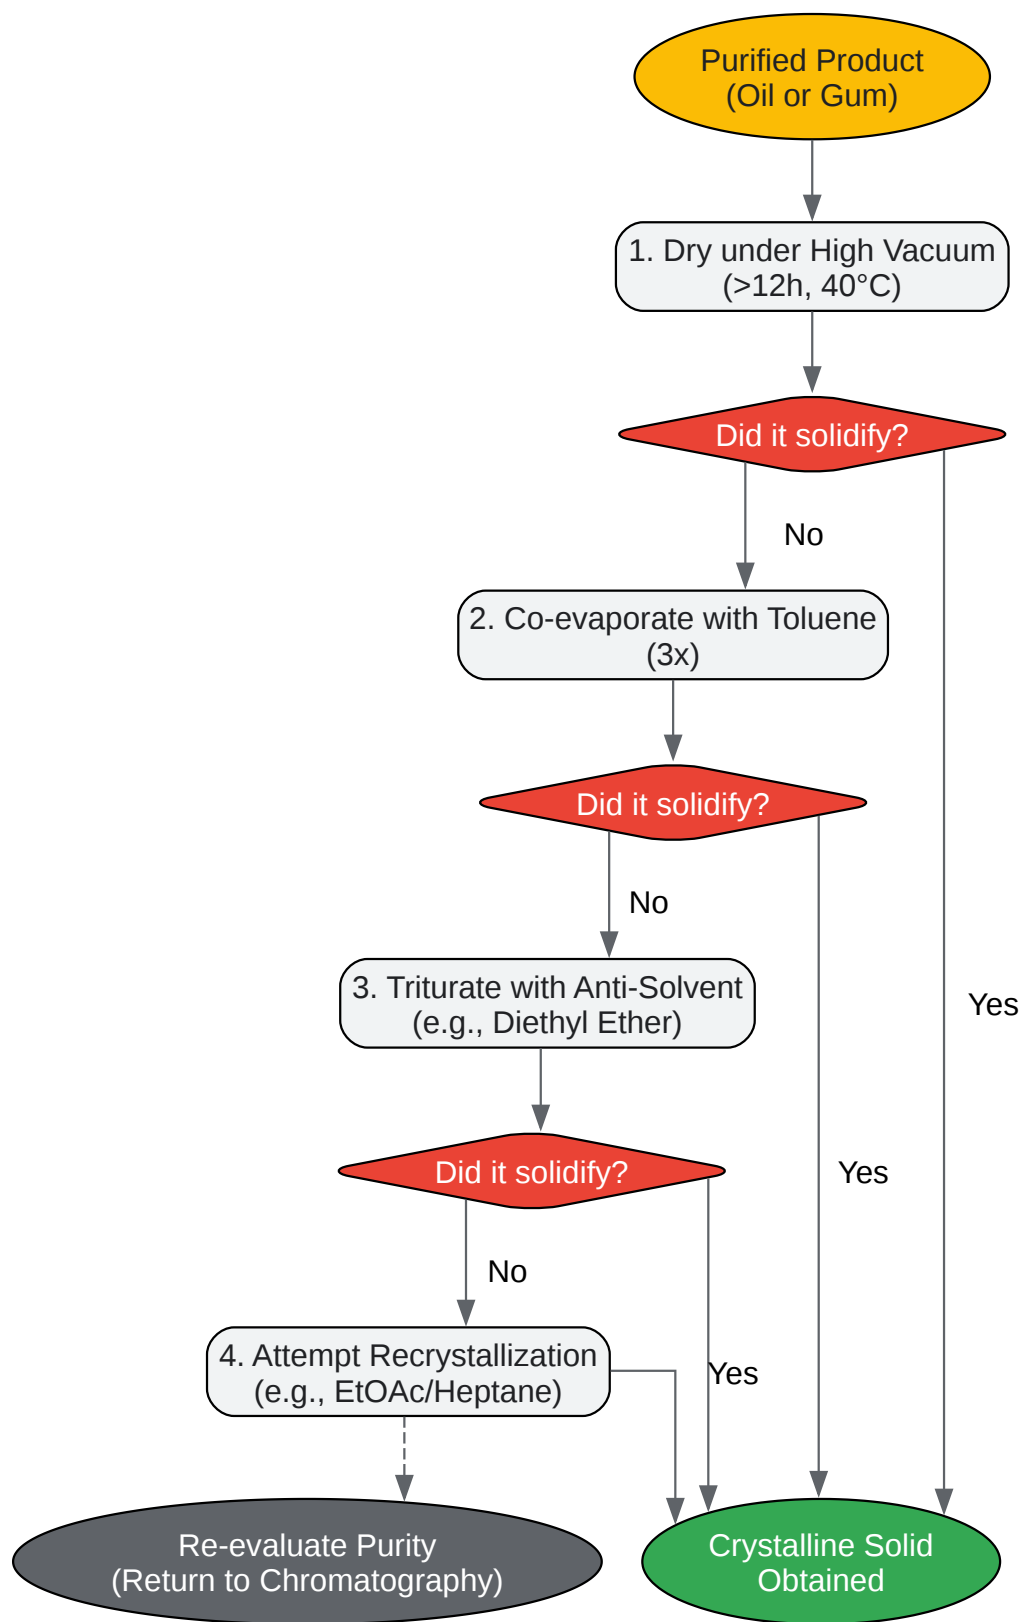 Purified Product
(Oil or Gum)
1. Dry under High Vacuum
(>12h, 40°C)
Did it solidify?
No
2. Co-evaporate with Toluene
(3x)
Did it solidify?
No
3. Triturate with Anti-Solvent
(e.g., Diethyl Ether)
Yes
Did it solidify?
Yes
No
4. Attempt Recrystallization
(e.g., EtOAc/Heptane)
Yes
Re-evaluate Purity
(Return to Chromatography)
Crystalline Solid
Obtained